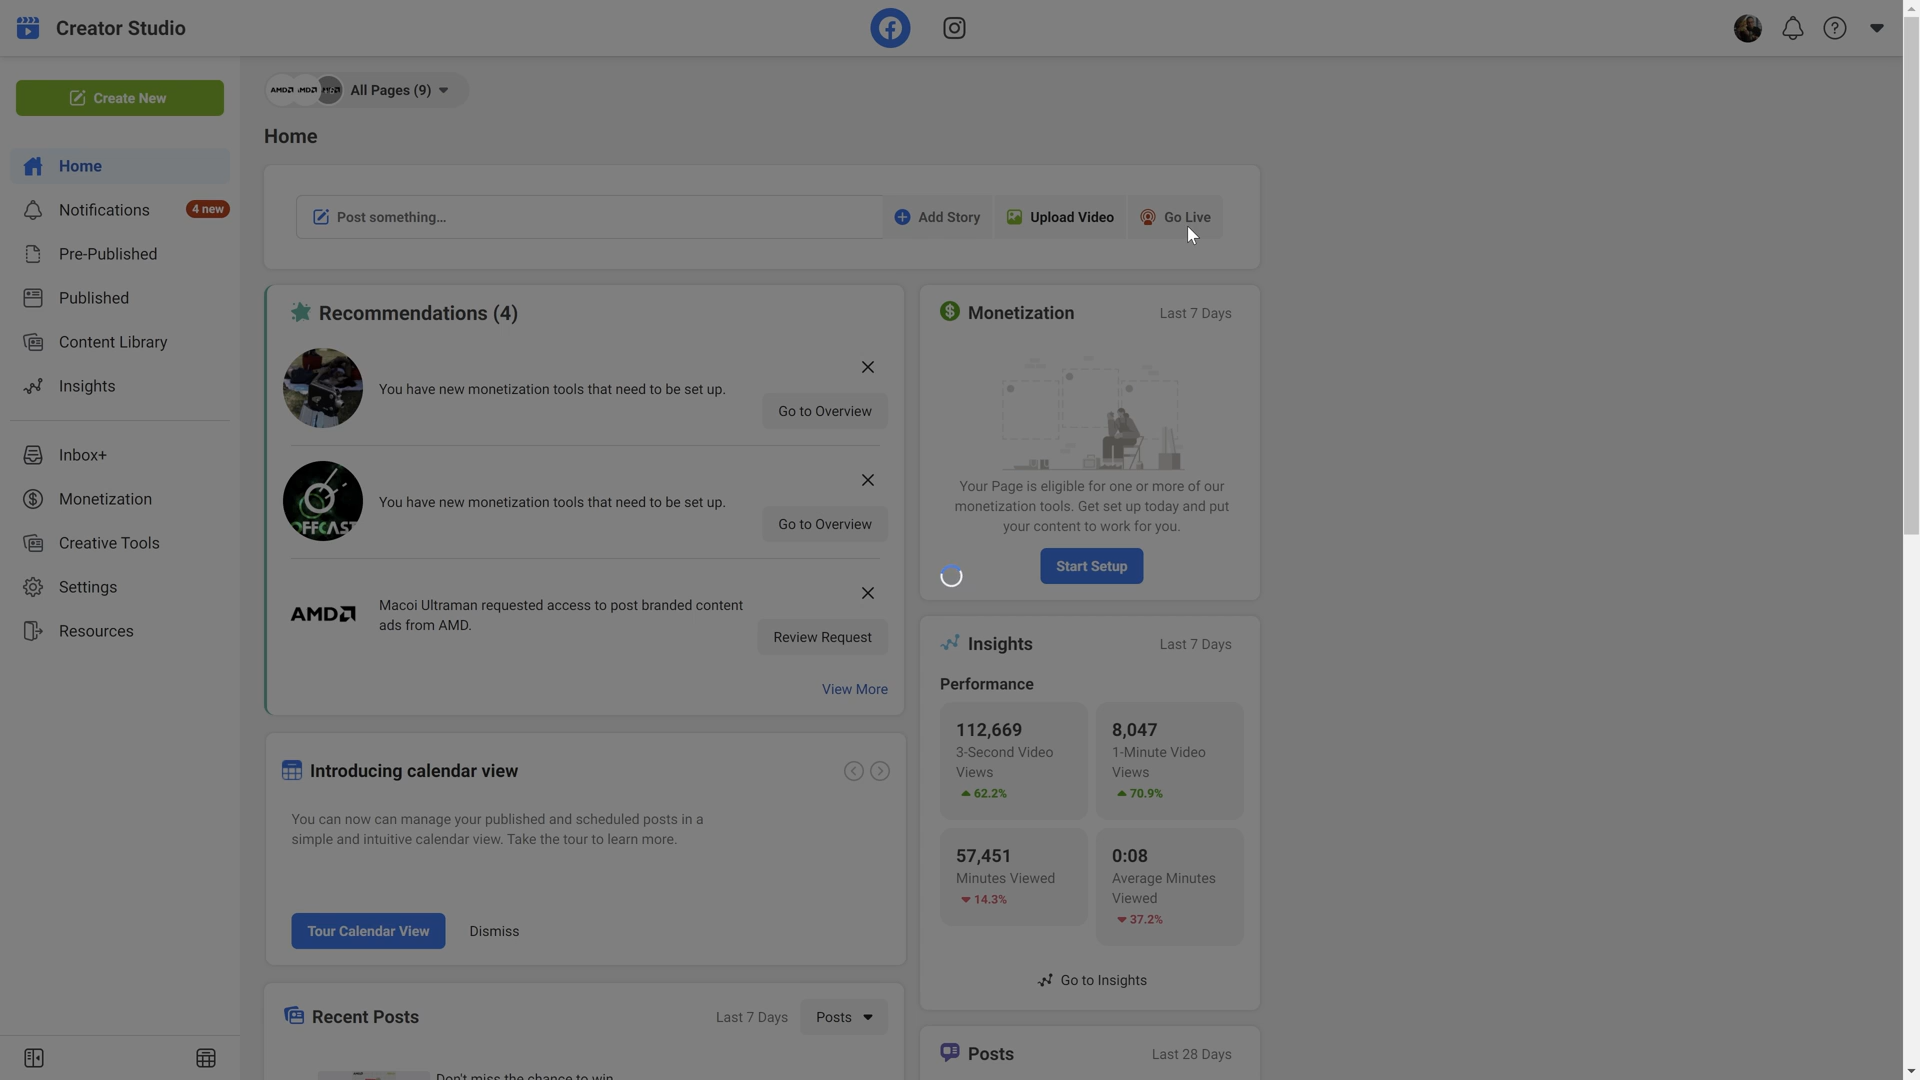 Creator Studio
Create New
AMD AMD All Pages (9)
Home
Home
Notifications 4 new
Pre-Published
Published
Content Library
Insights
Inbox+
Monetization
Creative Tools
Settings
Resources
Post something...
Add Story
Upload Video
Go Live
Recommendations (4)
You have new monetization tools that need to be set up.
Go to Overview
OFFCAST
You have new monetization tools that need to be set up.
Go to Overview
AMD
Macoi Ultraman requested access to post branded content
ads from AMD.
Review Request
View More
Introducing calendar view
You can now can manage your published and scheduled posts in a
simple and intuitive calendar view. Take the tour to learn more.
Tour Calendar View
Dismiss
Recent Posts
Last 7 Days
Posts
Don't miss the chance to win
Monetization
Last 7 Days
Your Page is eligible for one or more of our
monetization tools. Get set up today and put
your content to work for you.
Start Setup
Insights
Last 7 Days
Performance
112,669
3-Second Video
Views
62.2%
8,047
1-Minute Video
Views
70.9%
57,451
Minutes Viewed
14.3%
0:08
Average Minutes
Viewed
37.2%
Go to Insights
Posts
Last 28 Days